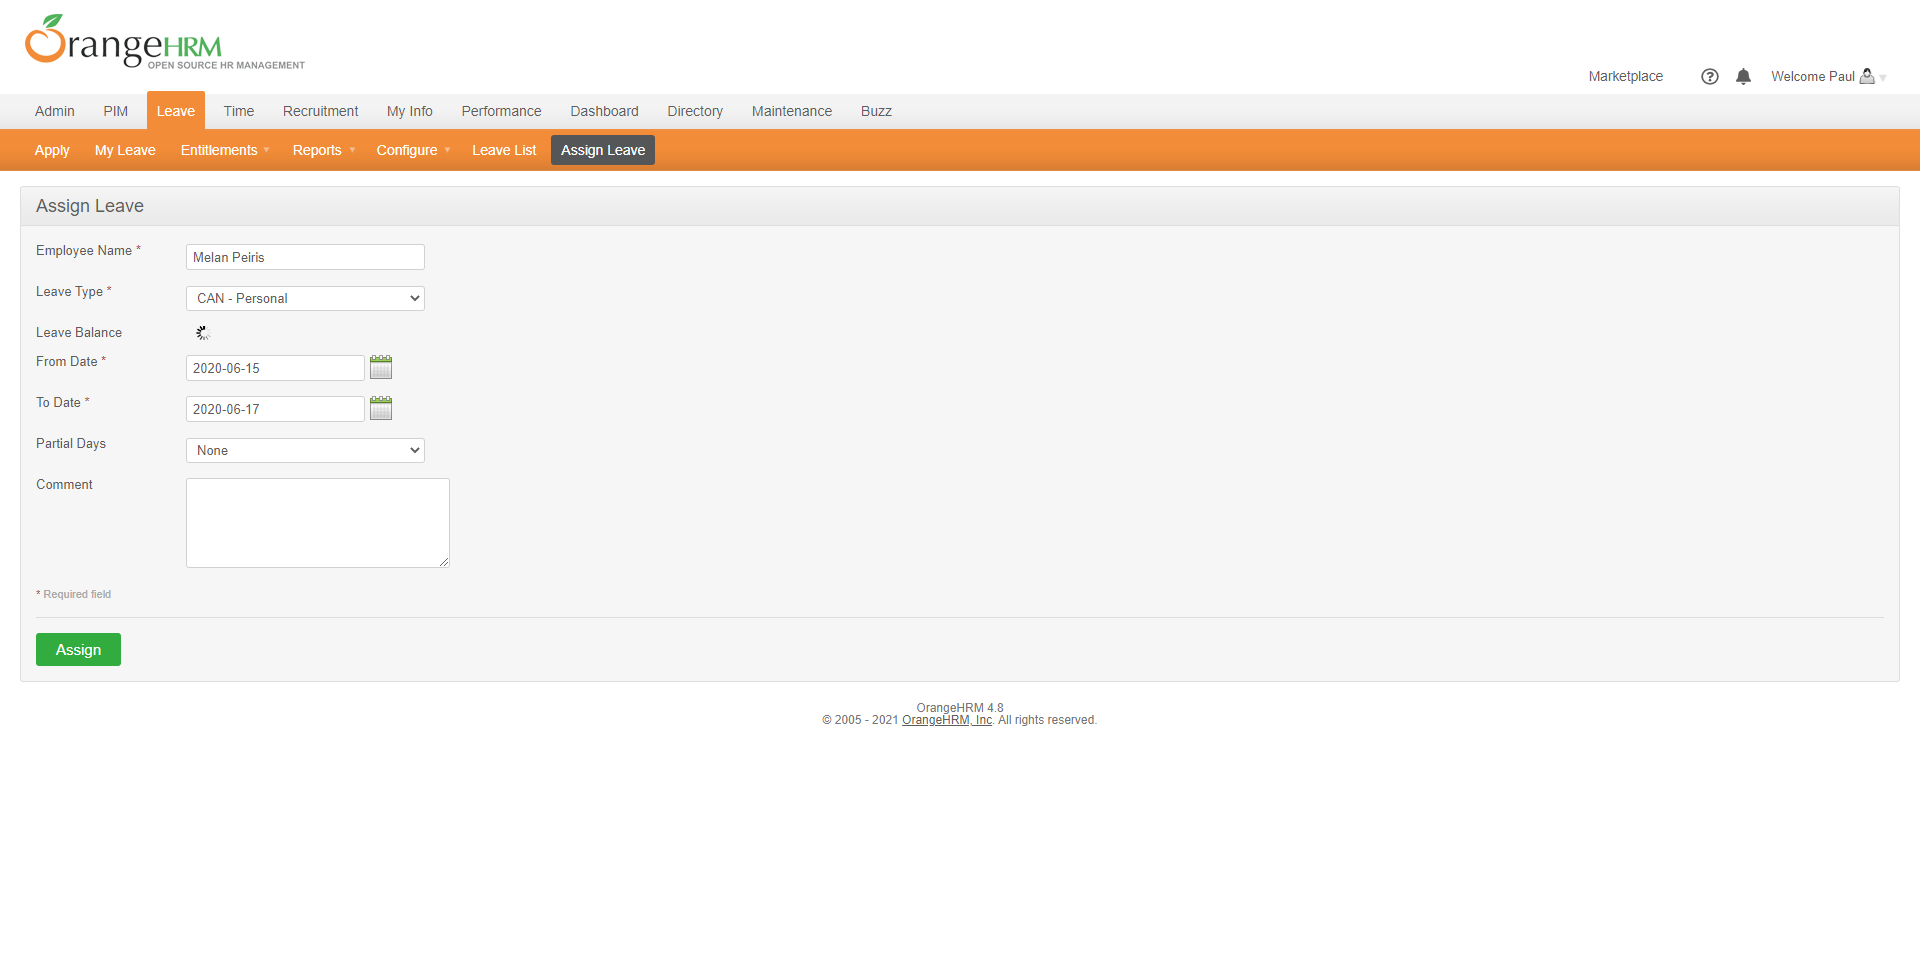 OrangeHRM
OPEN SOURCE HR MANAGEMENT
Marketplace
Welcome Paul
Admin PIM Leave Time Recruitment My Info Performance Dashboard Directory Maintenance Buzz
Apply My Leave Entitlements Reports Configure Leave List Assign Leave
Assign Leave
Employee Name * Melan Peiris
Leave Type * CAN - Personal
Leave Balance
From Date * 2020-06-15
To Date * 2020-06-17
Partial Days None
Comment
* Required field
Assign
OrangeHRM 4.8
© 2005 - 2021 OrangeHRM, Inc. All rights reserved.